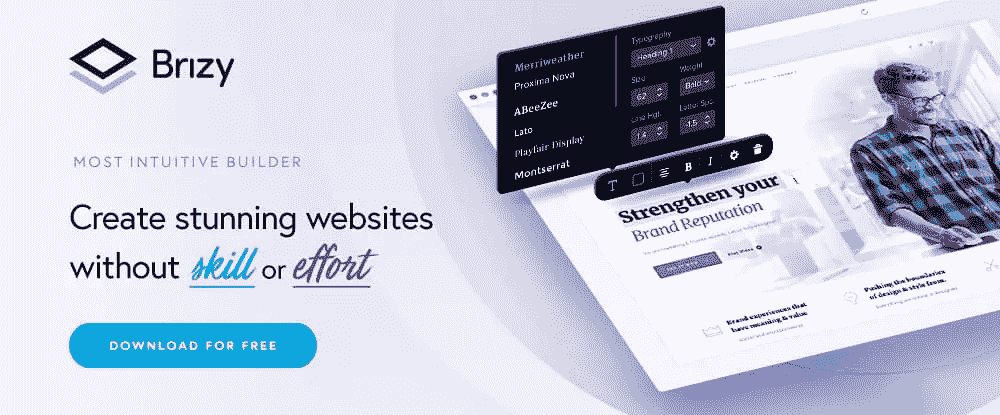 Brizy
MOST INTUITIVE BUILDER
Create stunning websites
without skill or effort
DOWNLOAD FOR FREE
Merriweather
Proxima Nova
ABeeZee
Lato
Playfair Display
Montserrat
Typography
Heading 1
Size
Weight
62
Bold
Line Hgt.
Letter Spc.
1.4
-1.5
T
B
I
Strengthen your
Brand Reputation
Brand experiences that
have meaning & value
Pushing the boundaries
of design & style from.